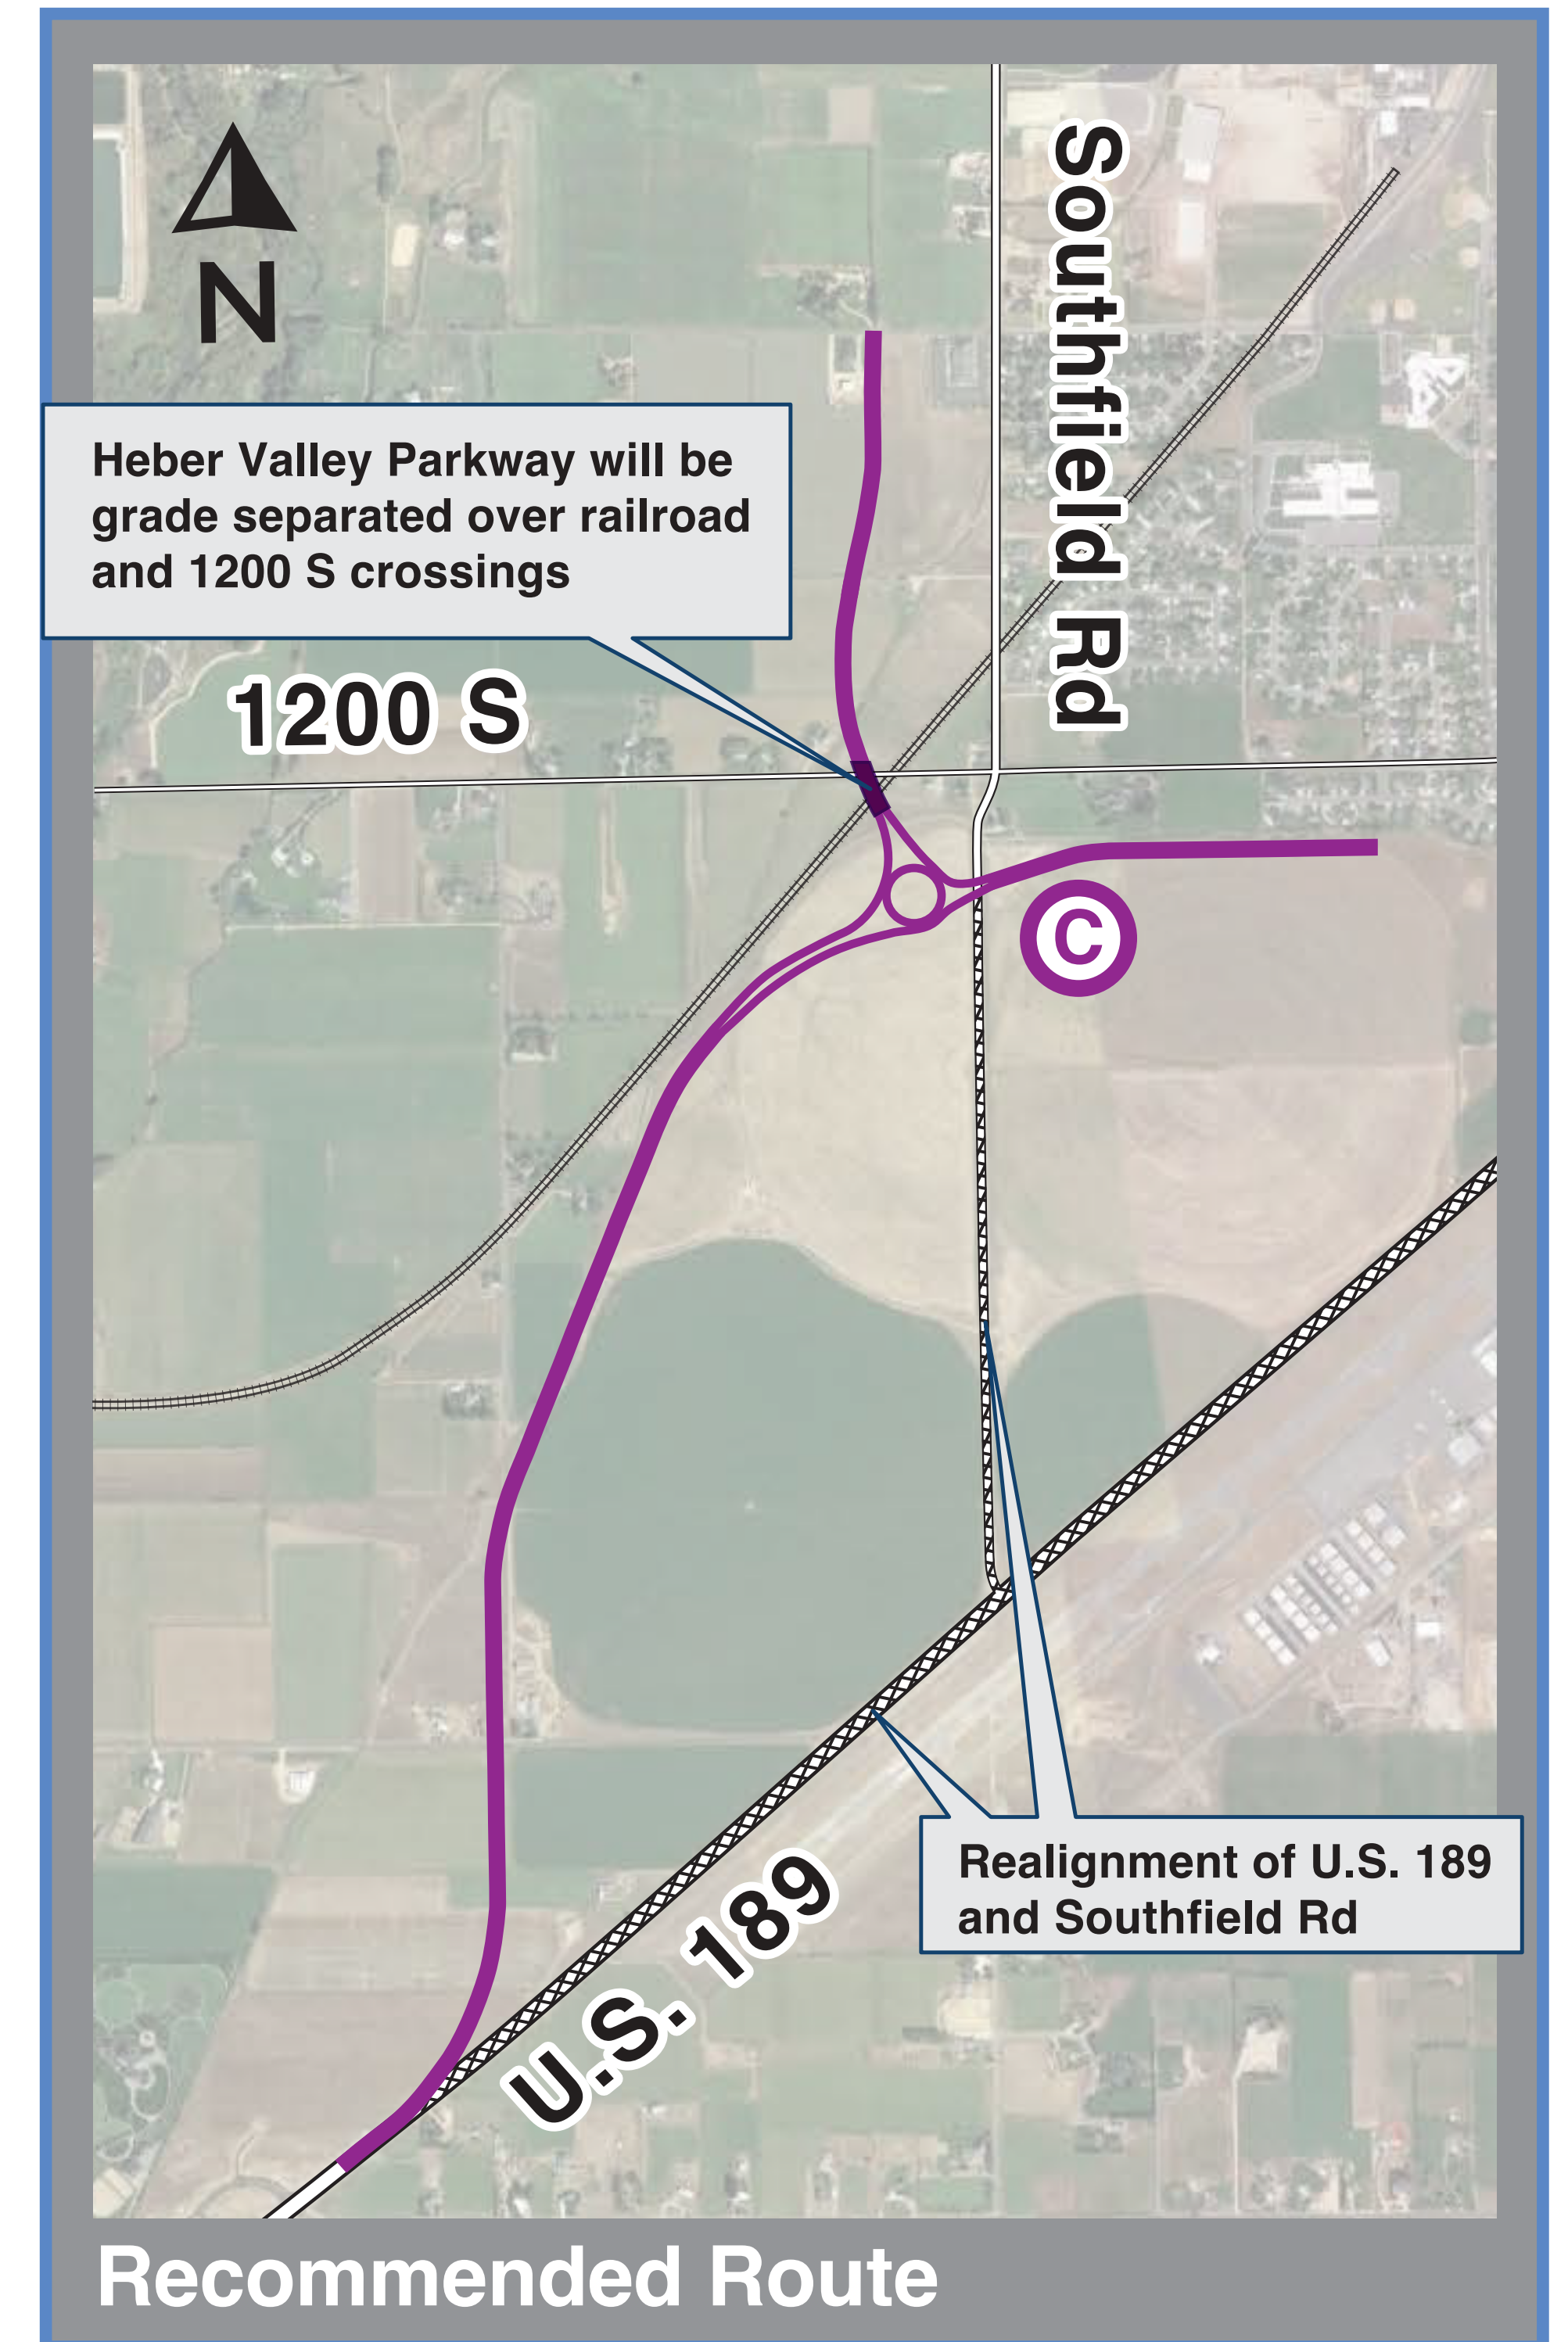 N
Southfield Rd
Heber Valley Parkway will be
grade separated over railroad
and 1200 S crossings
1200 S
C
Realignment of U.S. 189
and Southfield Rd
U.S. 189
Recommended Route